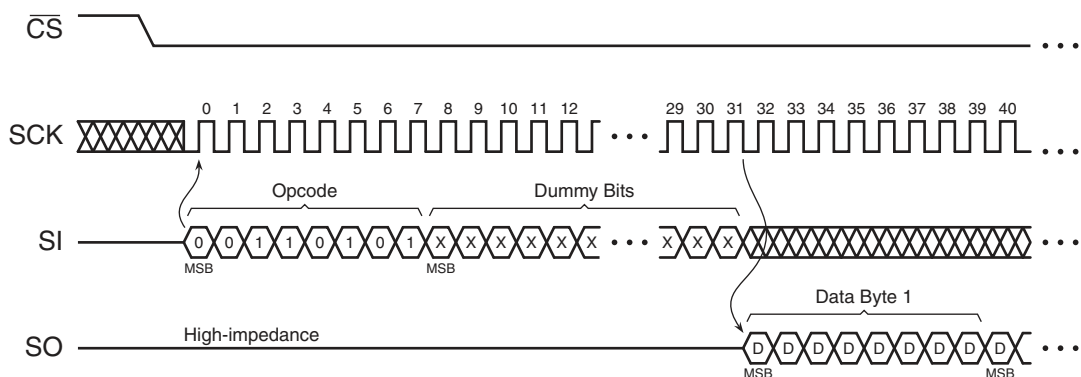 CS
0 1 2 3 4 5 6 7 8 9 10 11 12 29 30 31 32 33 34 35 36 37 38 39 40
SCK
Opcode Dummy Bits
SI 0 0 1 1 0 1 0 1 X X X X X X X X X
MSB MSB
Data Byte 1
High-impedance
SO D D D D D D D D D
MSB MSB